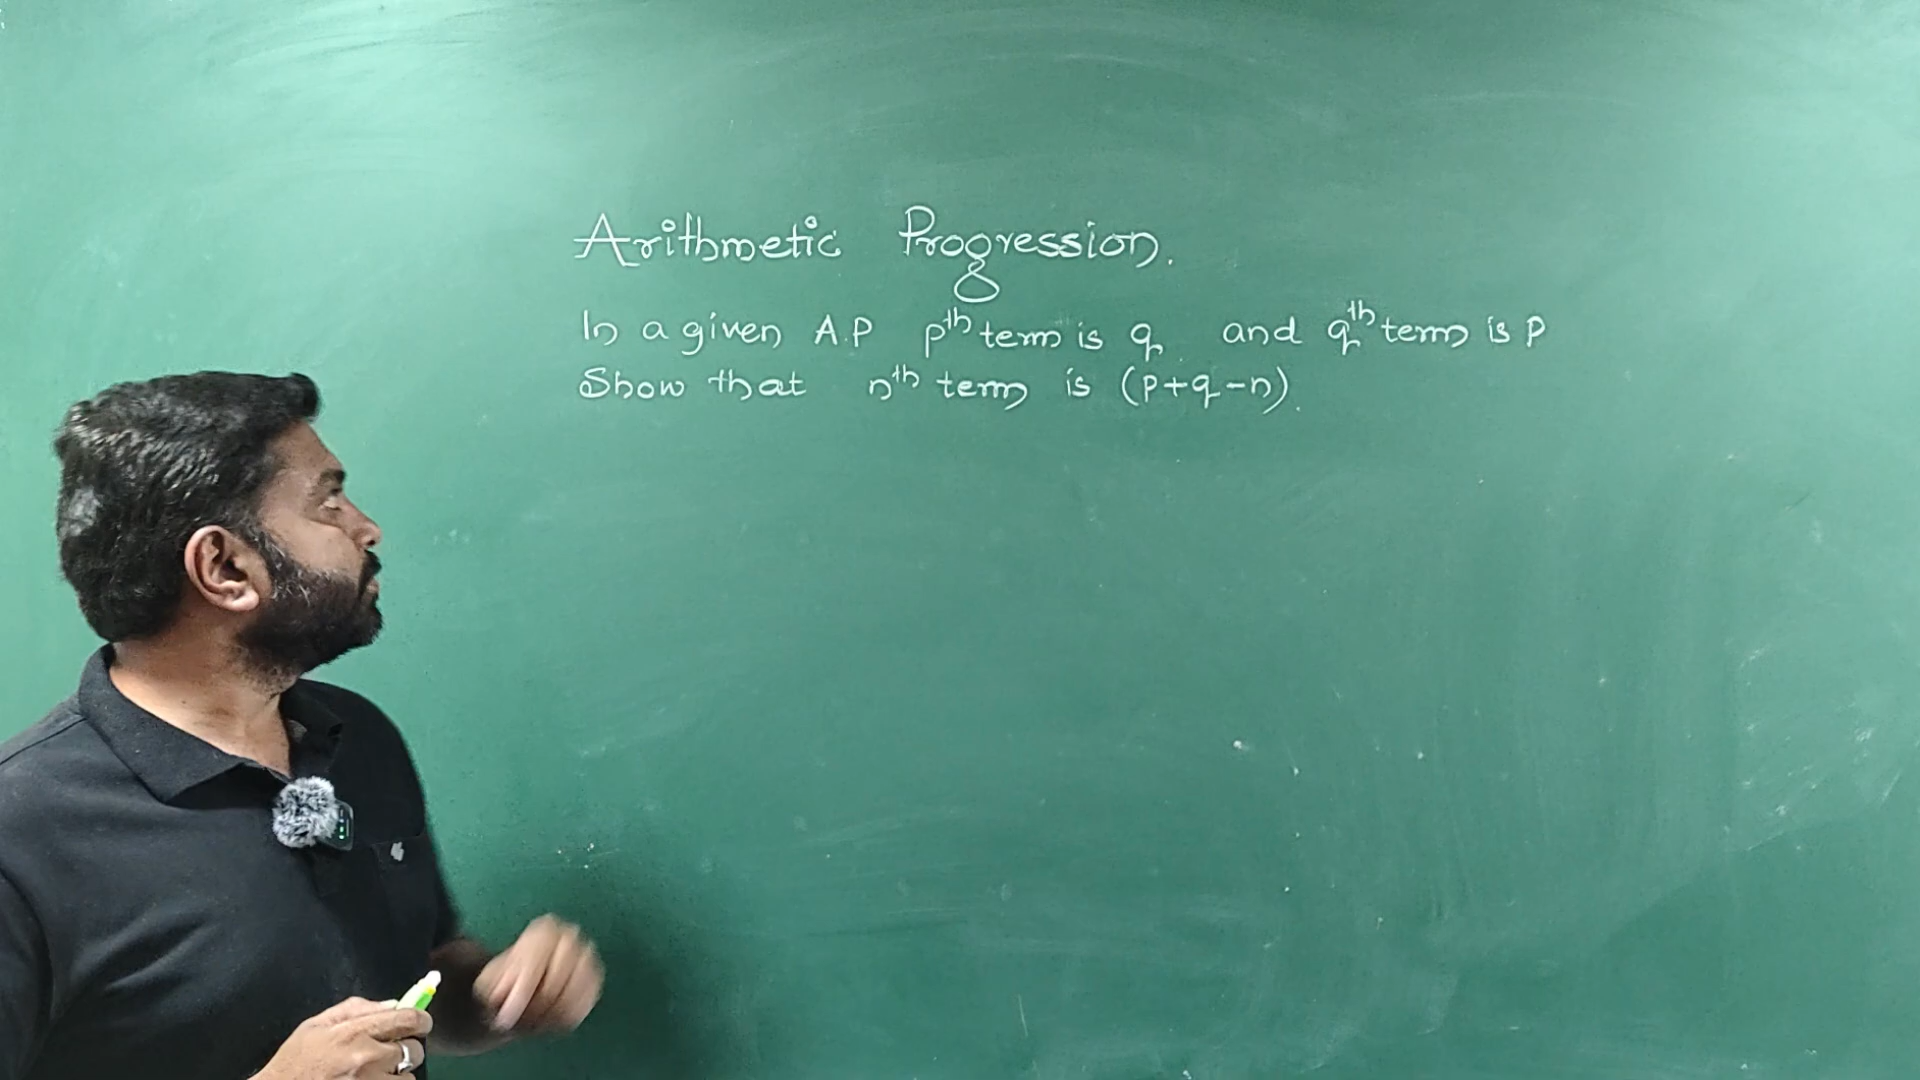 Arithmetic Progression.
In a given A.P pth term is q and qth term is p
Show that nth term is (p+q-n).